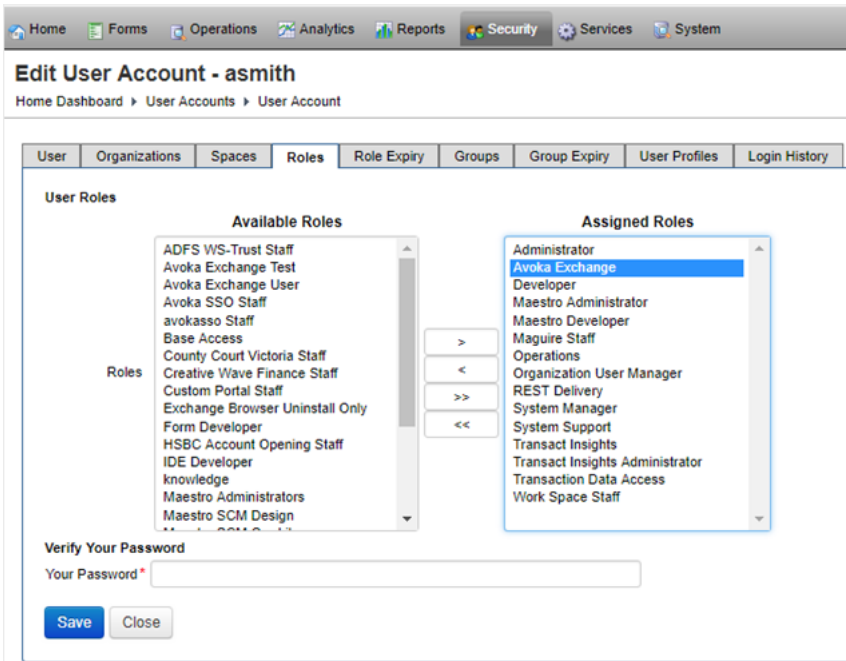 Home Forms Operations Analytics Reports Security Services System
Edit User Account - asmith
Home Dashboard ▸ User Accounts ▸ User Account
User Organizations Spaces Roles Role Expiry Groups Group Expiry User Profiles Login History
User Roles
Available Roles
ADFS WS-Trust Staff
Avoka Exchange Test
Avoka Exchange User
Avoka SSO Staff
avokasso Staff
Base Access
County Court Victoria Staff
Creative Wave Finance Staff
Custom Portal Staff
Exchange Browser Uninstall Only
Form Developer
HSBC Account Opening Staff
IDE Developer
knowledge
Maestro Administrators
Maestro SCM Design
Roles
>
<
>>
<<
Assigned Roles
Administrator
Avoka Exchange
Developer
Maestro Administrator
Maestro Developer
Maguire Staff
Operations
Organization User Manager
REST Delivery
System Manager
System Support
Transact Insights
Transact Insights Administrator
Transaction Data Access
Work Space Staff
Verify Your Password
Your Password *
Save Close